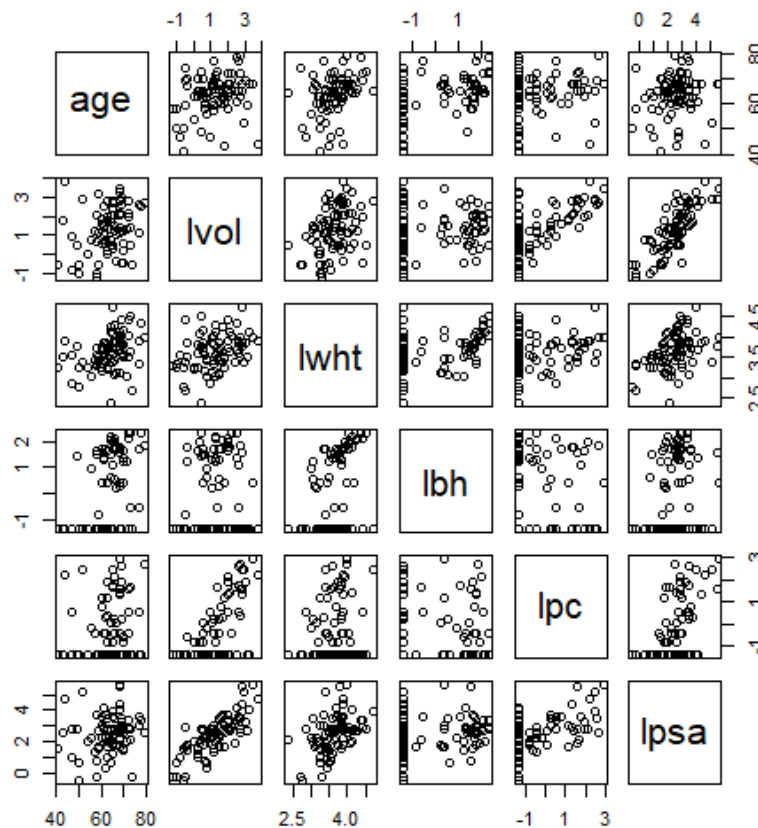 -1 1 3 -1 1 0 2 4
age 40 60 80
-1 1 3 lvol
lwht 2.5 3.5 4.5
-1 1 2 lbh
lpc -1 1 3
0 2 4 lpsa
40 60 80 2.5 4.0 -1 1 3